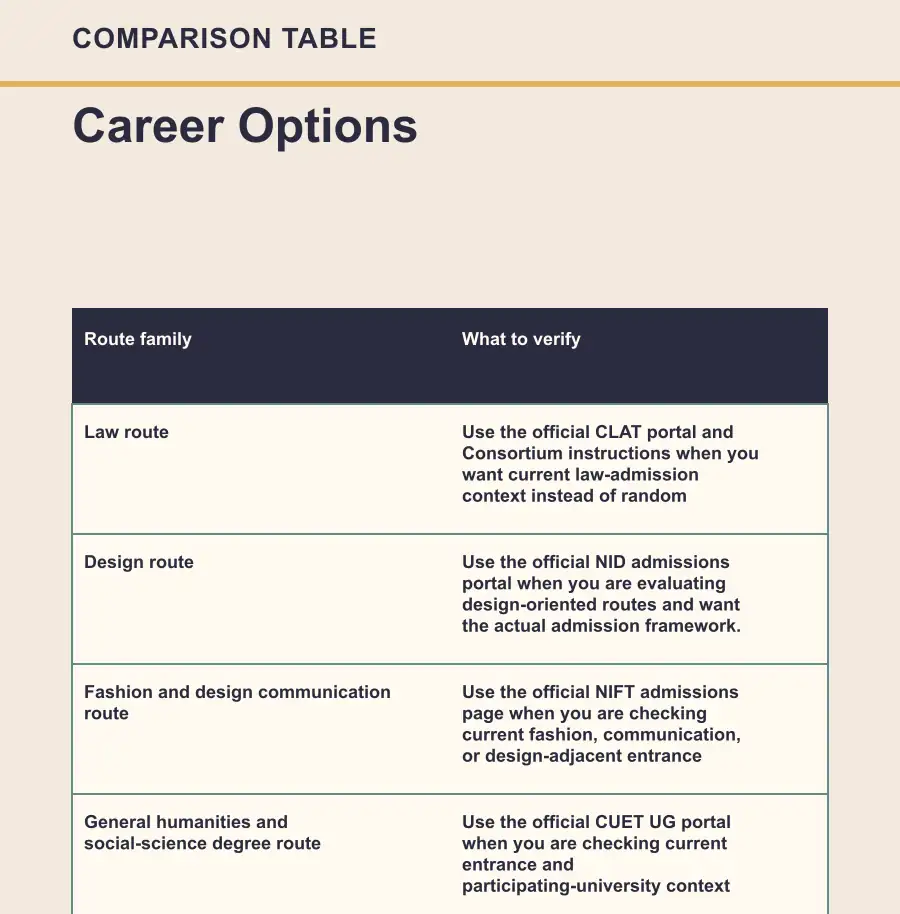 COMPARISON TABLE
Career Options
Route family
What to verify
Law route
Use the official CLAT portal and
Consortium instructions when you
want current law-admission
context instead of random
Design route
Use the official NID admissions
portal when you are evaluating
design-oriented routes and want
the actual admission framework.
Fashion and design communication
route
Use the official NIFT admissions
page when you are checking
current fashion, communication,
or design-adjacent entrance
General humanities and
social-science degree route
Use the official CUET UG portal
when you are checking current
entrance and
participating-university context